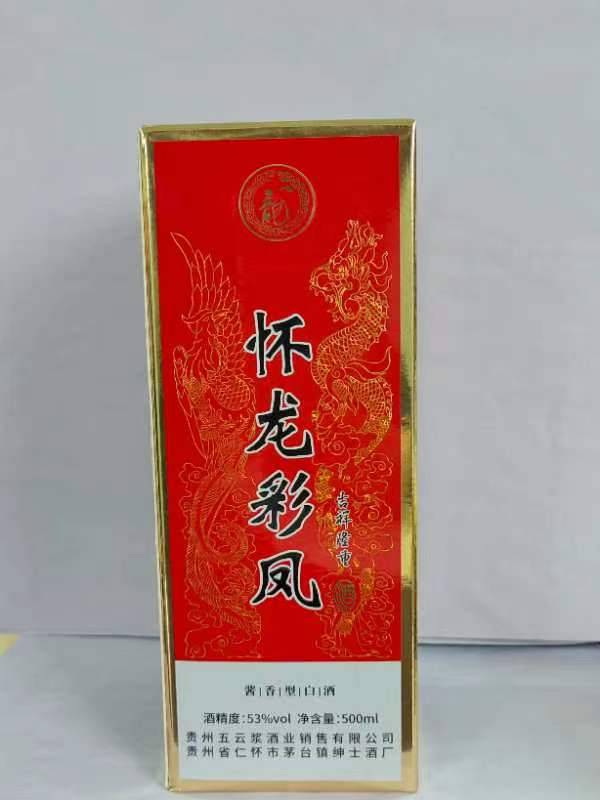 怀龙彩凤
吉祥隆重
酱|香|型|白|酒
酒精度:53%vol 净含量:500ml
贵州五云浆酒业销售有限公司
贵州省仁怀市茅台镇绅士酒厂